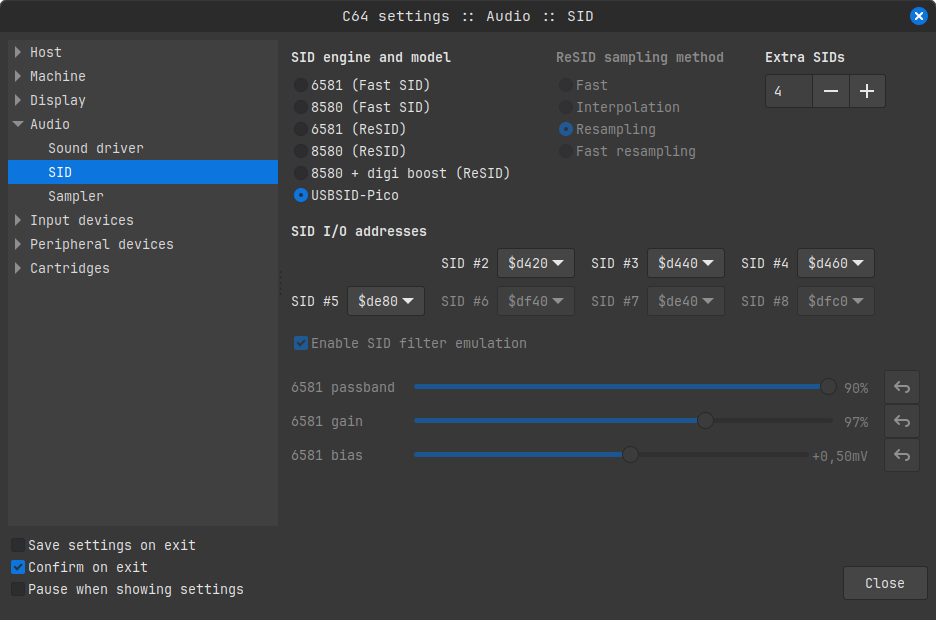 C64 settings :: Audio :: SID
Host
Machine
Display
Audio
Sound driver
SID
Sampler
Input devices
Peripheral devices
Cartridges
Save settings on exit
Confirm on exit
Pause when showing settings
SID engine and model
6581 (Fast SID)
8580 (Fast SID)
6581 (ReSID)
8580 (ReSID)
8580 + digi boost (ReSID)
USBSID-Pico
ReSID sampling method
Fast
Interpolation
Resampling
Fast resampling
Extra SIDs
4
SID I/O addresses
SID #2 $d420 SID #3 $d440 SID #4 $d460
SID #5 $de80 SID #6 $df40 SID #7 $de40 SID #8 $dfc0
Enable SID filter emulation
6581 passband 90%
6581 gain 97%
6581 bias +0,50mV
Close